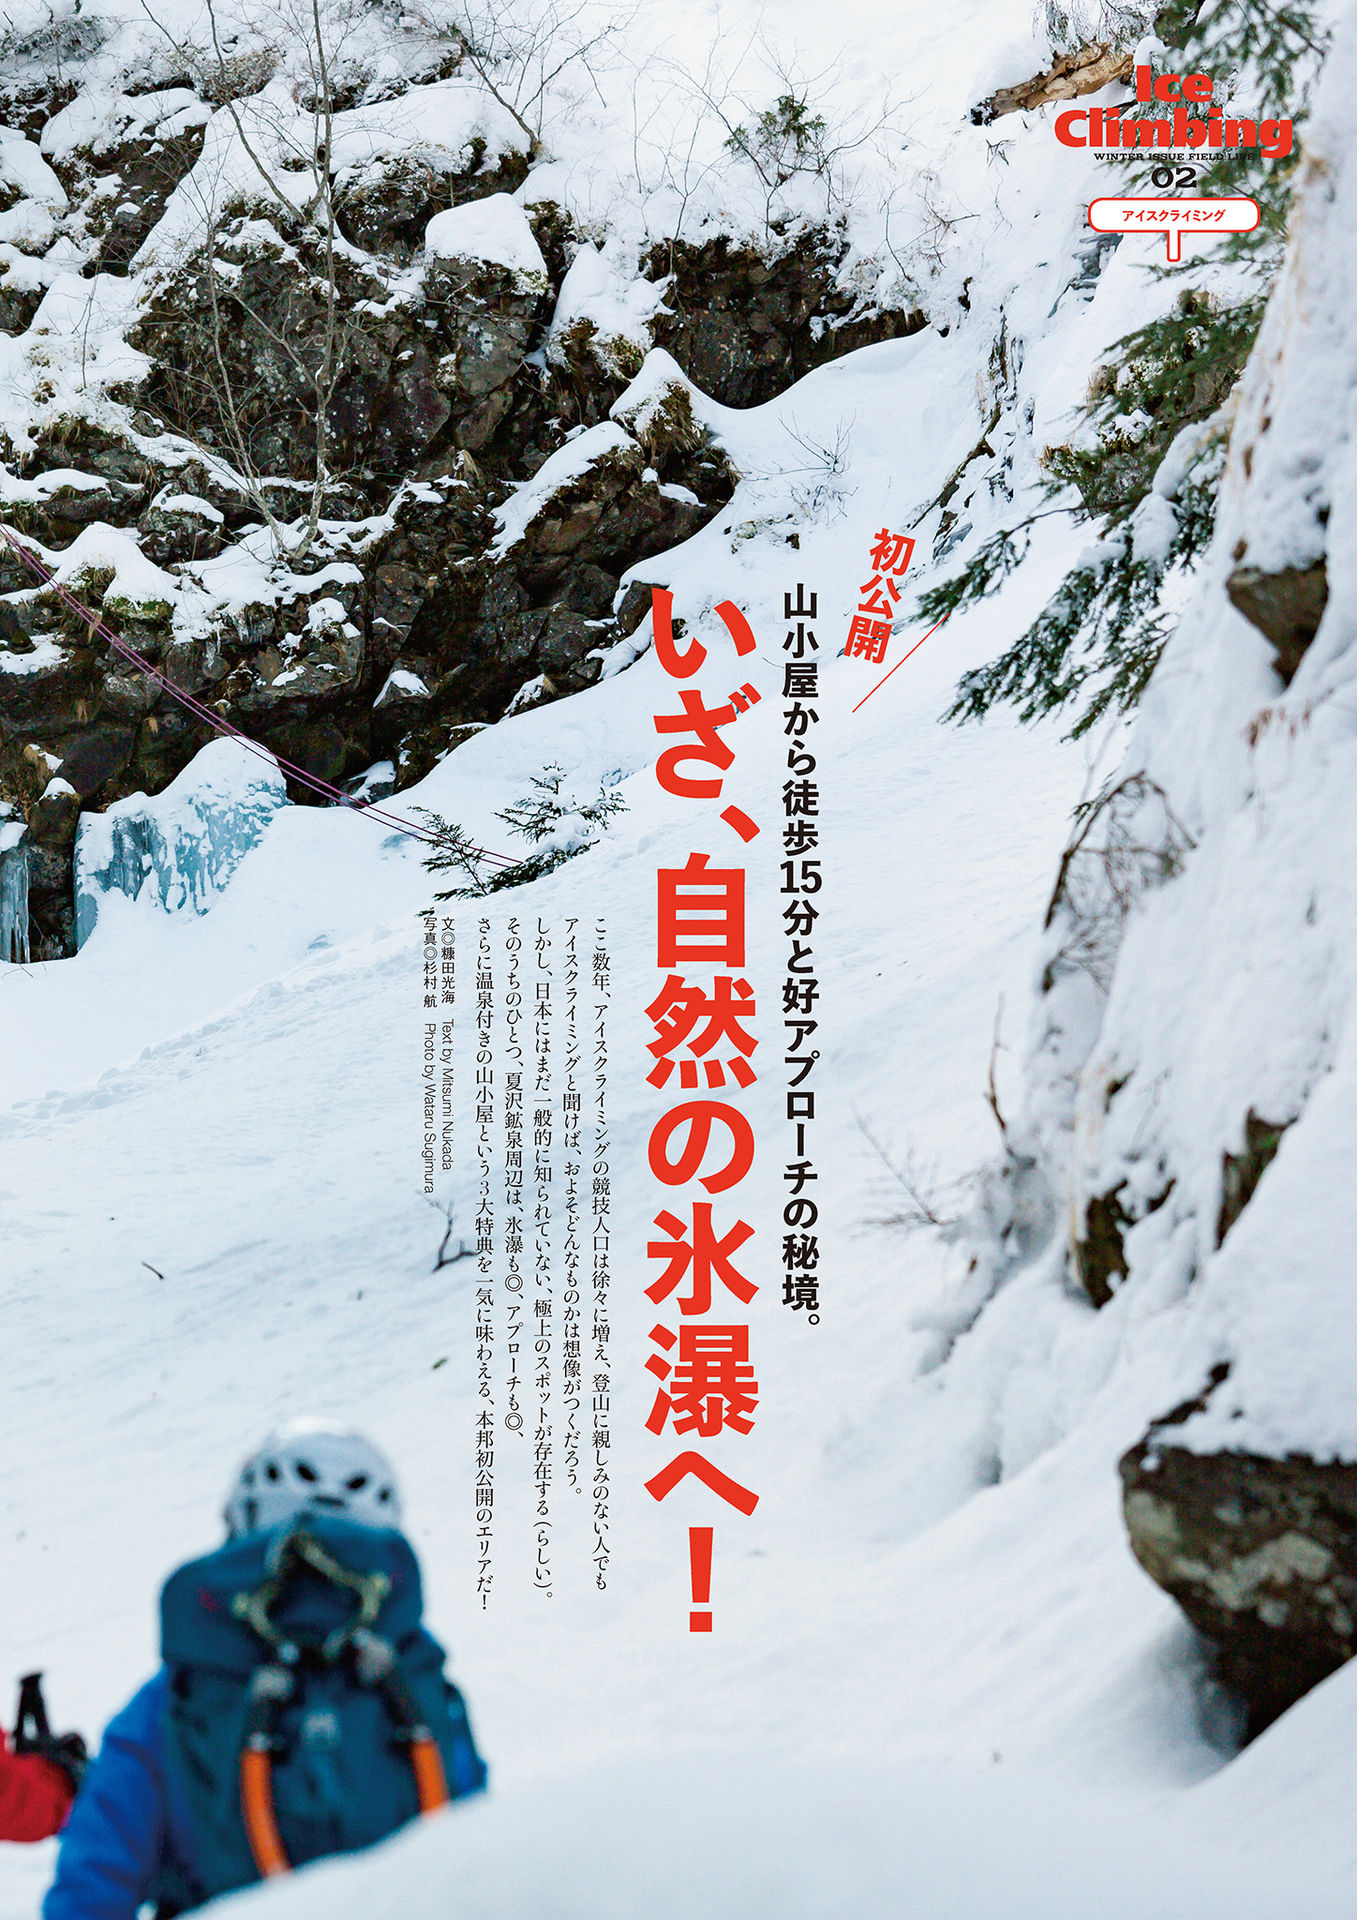 Ice
Climbing
WINTER ISSUE FIELD LIFE
02
アイスクライミング
初公開
山小屋から徒歩15分と好アプローチの秘境。
いざ、自然の氷瀑へ！
ここ数年、アイスクライミングの競技人口は徐々に増え、登山に親しみのない人でも
アイスクライミングと聞けば、およそどんなものかは想像がつくだろう。
しかし、日本にはまだ一般的に知られていない、極上のスポットが存在する（らしい）。
そのうちのひとつ、夏沢鉱泉周辺は、氷瀑も◎、アプローチも◎、
さらに温泉付きの山小屋という3大特典を一気に味わえる、本邦初公開のエリアだ！
文◎糠田光海 Text by Mitsumi Nukada
写真◎杉村 航 Photo by Wataru Sugimura